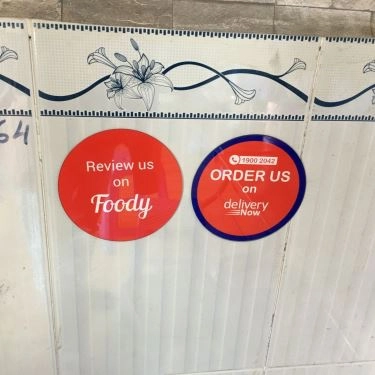 64
Review us
on
Foody
1900 2042
ORDER US
on
delivery
Now